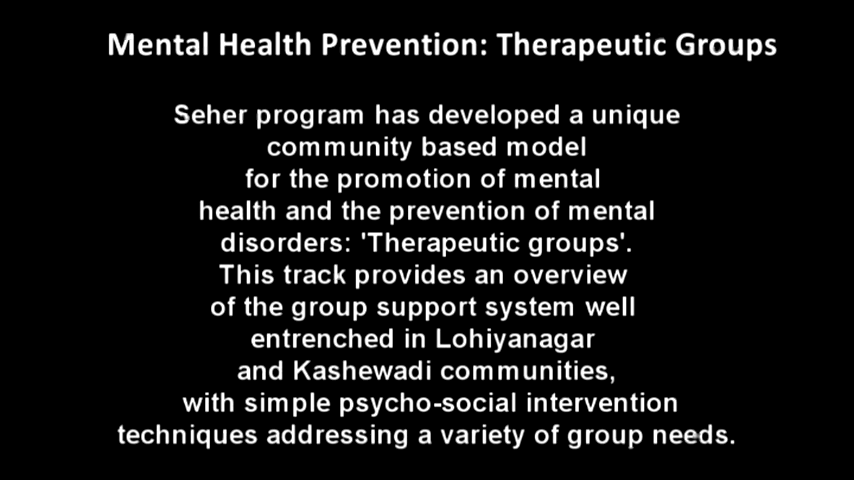 Mental Health Prevention: Therapeutic Groups
Seher program has developed a unique
community based model
for the promotion of mental
health and the prevention of mental
disorders: 'Therapeutic groups'.
This track provides an overview
of the group support system well
entrenched in Lohiyanagar
and Kashewadi communities,
with simple psycho-social intervention
techniques addressing a variety of group needs.